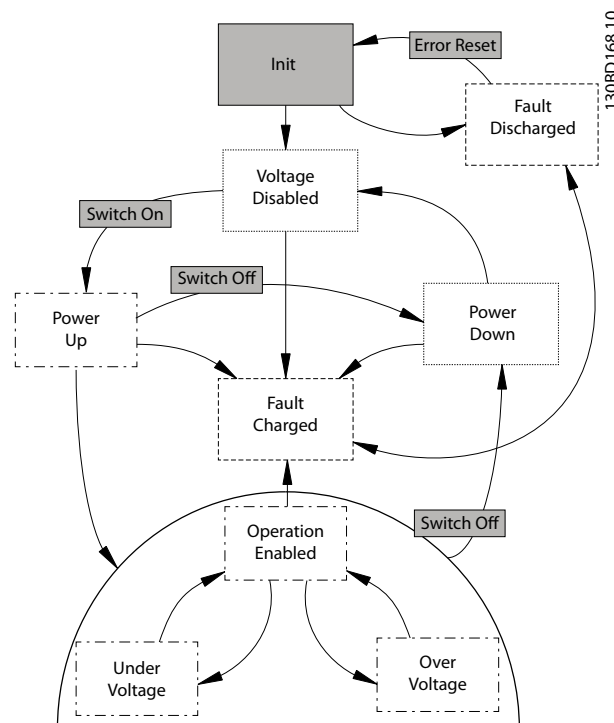 Init
Error Reset
130BD168.10
Fault
Discharged
Voltage
Disabled
Switch On
Switch Off
Power
Up
Power
Down
Fault
Charged
Operation
Enabled
Switch Off
Under
Voltage
Over
Voltage